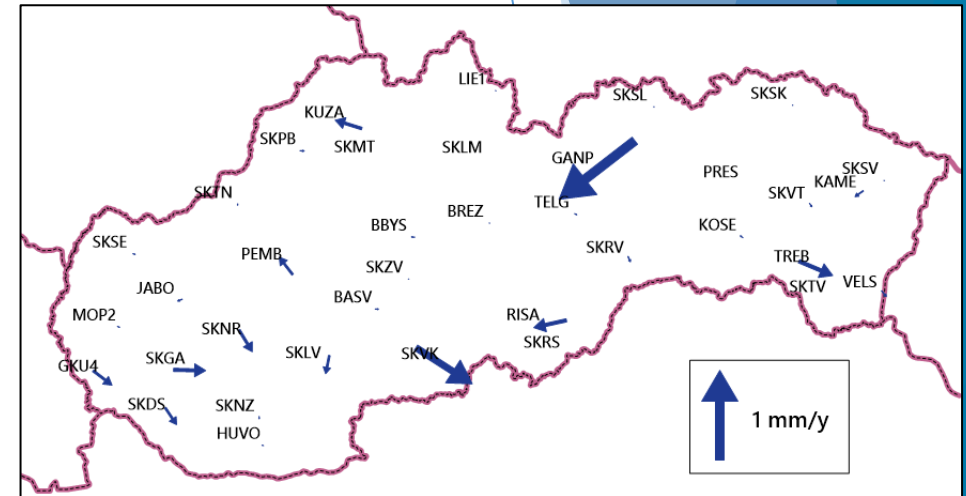 LIE1
SKSL
SKSK
KUZA
SKPB
SKMT
SKLM
GANP
PRES
SKSV
KAME
SKVT
SKTN
TELG
BREZ
BBYS
KOSE
SKSE
PEMB
SKRV
TREB
SKZV
VELS
SKTV
JABO
BASV
MOP2
RISA
SKNR
SKRS
SKLV
SKVK
SKGA
GKU4
SKDS
SKNZ
HUVO
1 mm/y